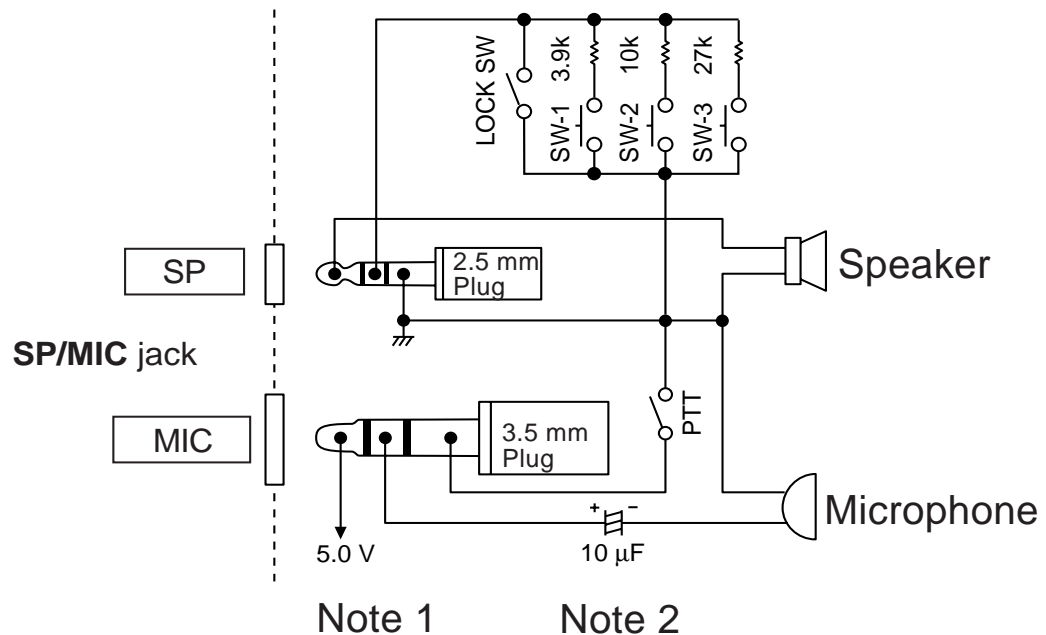 LOCK SW
3.9k
10k
27k
SW-1
SW-2
SW-3
SP
2.5 mm
Plug
Speaker
SP/MIC jack
MIC
3.5 mm
Plug
PTT
Microphone
+ −
5.0 V
10 µF
Note 1
Note 2